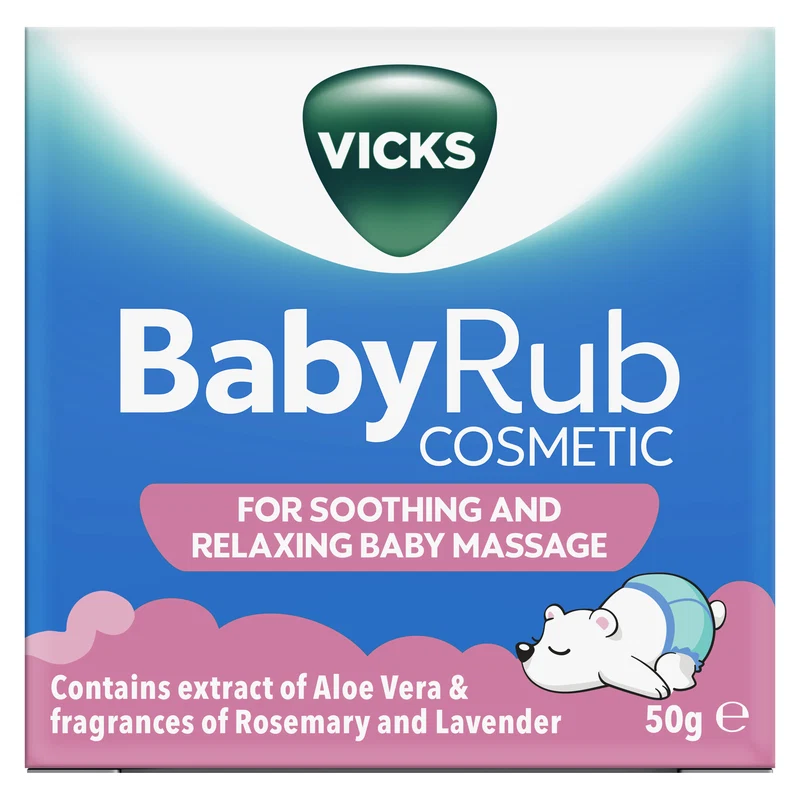 VICKS
BabyRub
COSMETIC
FOR SOOTHING AND
RELAXING BABY MASSAGE
Contains extract of Aloe Vera &
fragrances of Rosemary and Lavender
50g ℮